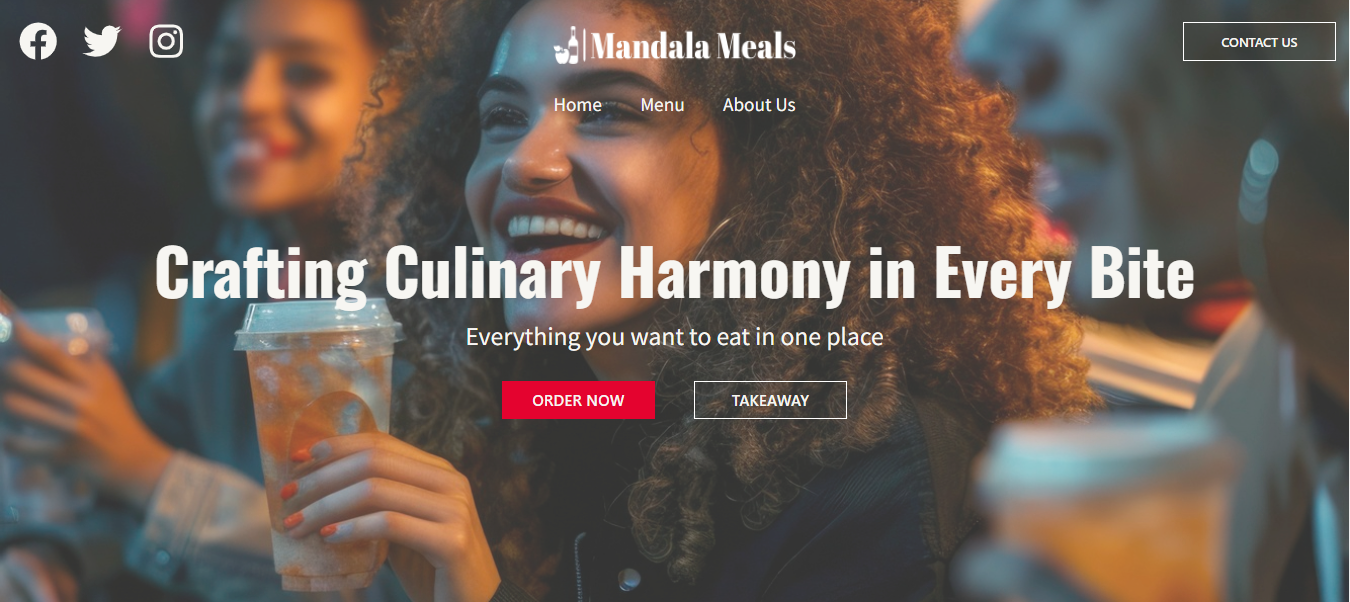 Mandala Meals
CONTACT US
Home Menu About Us
Crafting Culinary Harmony in Every Bite
Everything you want to eat in one place
ORDER NOW TAKEAWAY